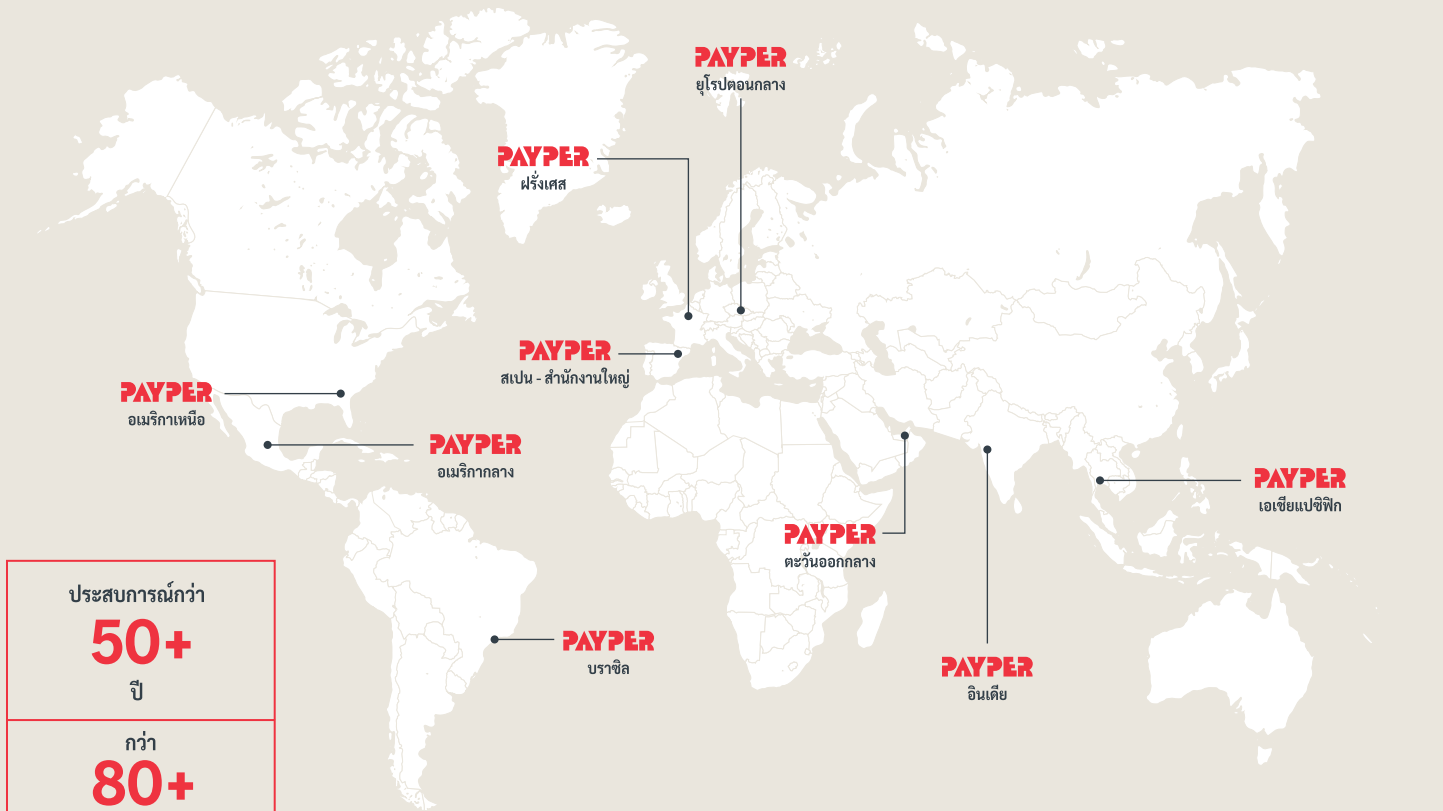 PAYPER
ยุโรปตอนกลาง
PAYPER
ฝรั่งเศส
PAYPER
สเปน - สำนักงานใหญ่
PAYPER
อเมริกาเหนือ
PAYPER
อเมริกากลาง
PAYPER
เอเชียแปซิฟิก
PAYPER
ตะวันออกกลาง
PAYPER
บราซิล
PAYPER
อินเดีย
ประสบการณ์กว่า
50+
ปี
กว่า
80+